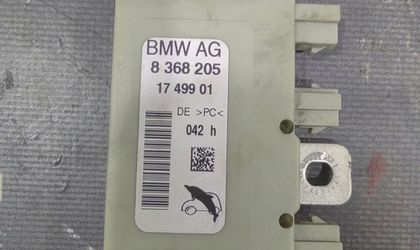 BMW AG
8 368 205
17 499 01
DE >PC<
042 h